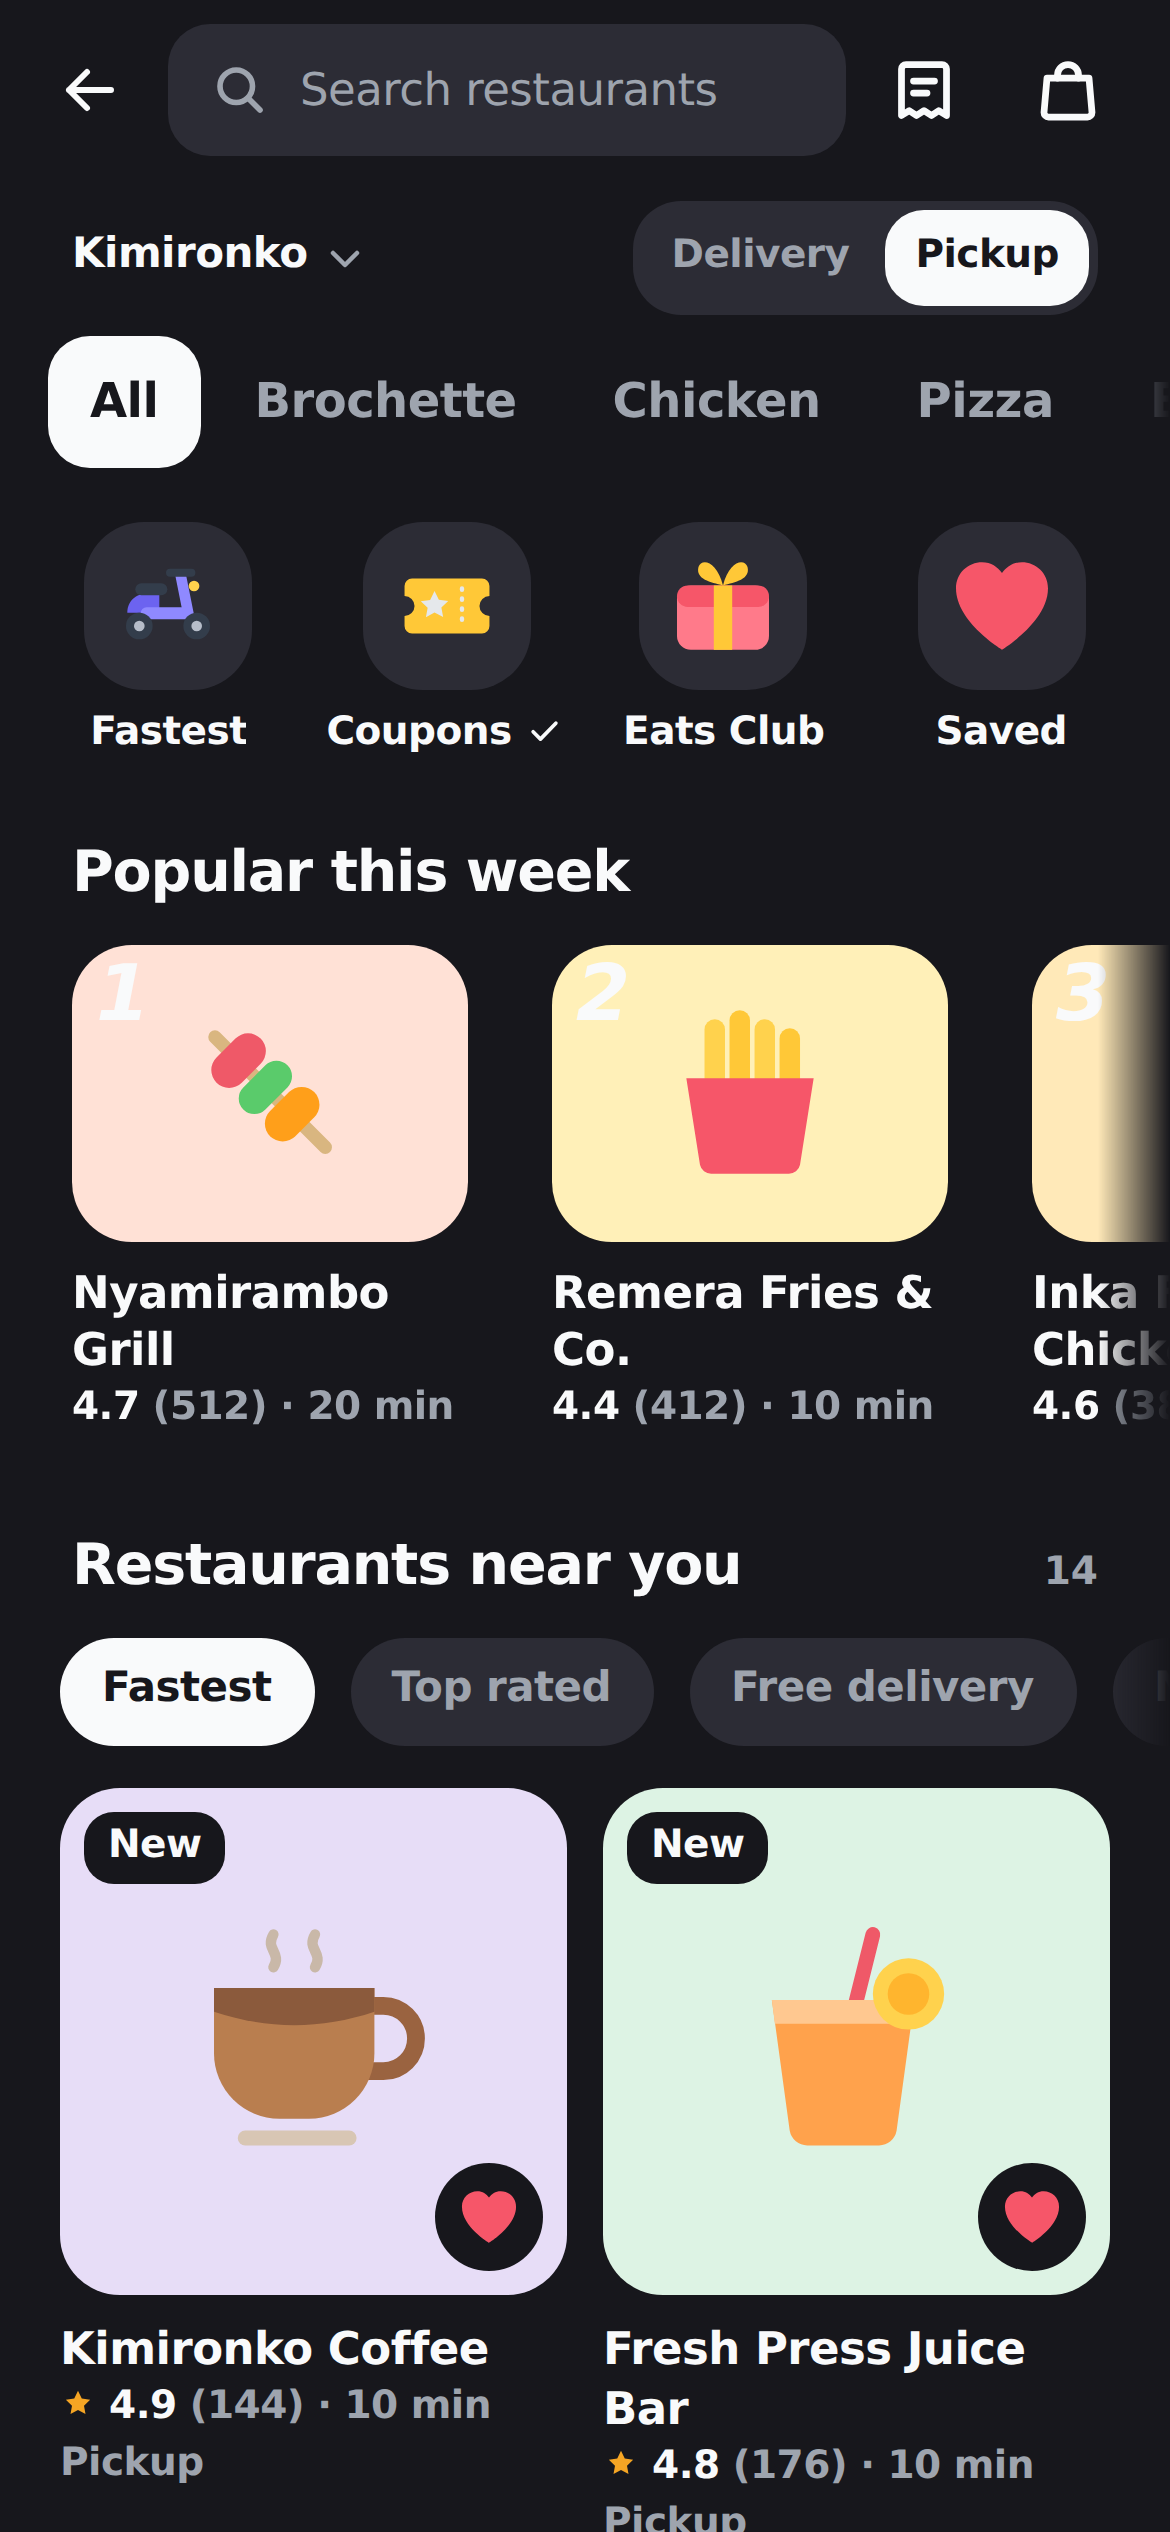 Search restaurants
Kimironko
Delivery Pickup
All Brochette Chicken Pizza
Fastest Coupons Eats Club Saved
Popular this week
1 2 3
Nyamirambo Grill
4.7 (512) · 20 min
Remera Fries & Co.
4.4 (412) · 10 min
Inka
4.6
Restaurants near you 14
Fastest Top rated Free delivery
New
Kimironko Coffee
4.9 (144) · 10 min
Pickup
New
Fresh Press Juice Bar
4.8 (176) · 10 min
Pickup